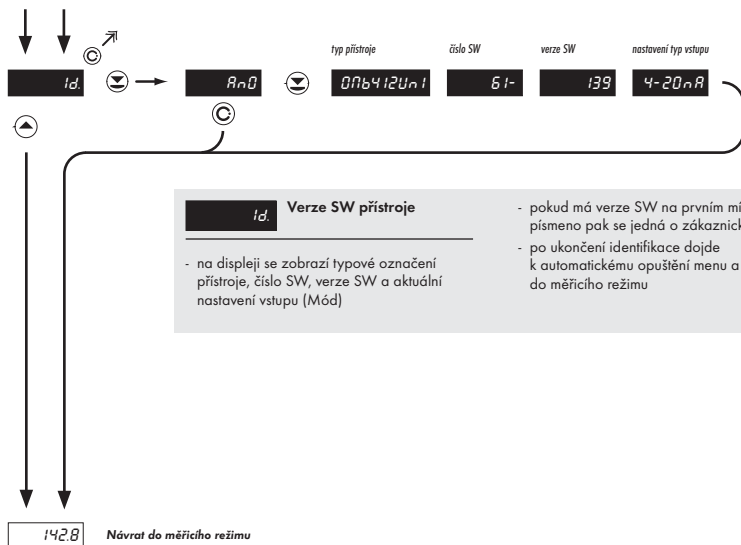 typ přístroje číslo SW verze SW nastavení typ vstupu
Id. AnO OMb412UnI 61- 139 4-20mA
Id. Verze SW přístroje
- na displeji se zobrazí typové označení
přístroje, číslo SW, verze SW a aktuální
nastavení vstupu (Mód)
- pokud má verze SW na prvním
písmeno pak se jedná o
- po ukončení identifikace dojde
k automatickému opuštění menu a
do měřicího režimu
142.8 Návrat do měřicího režimu